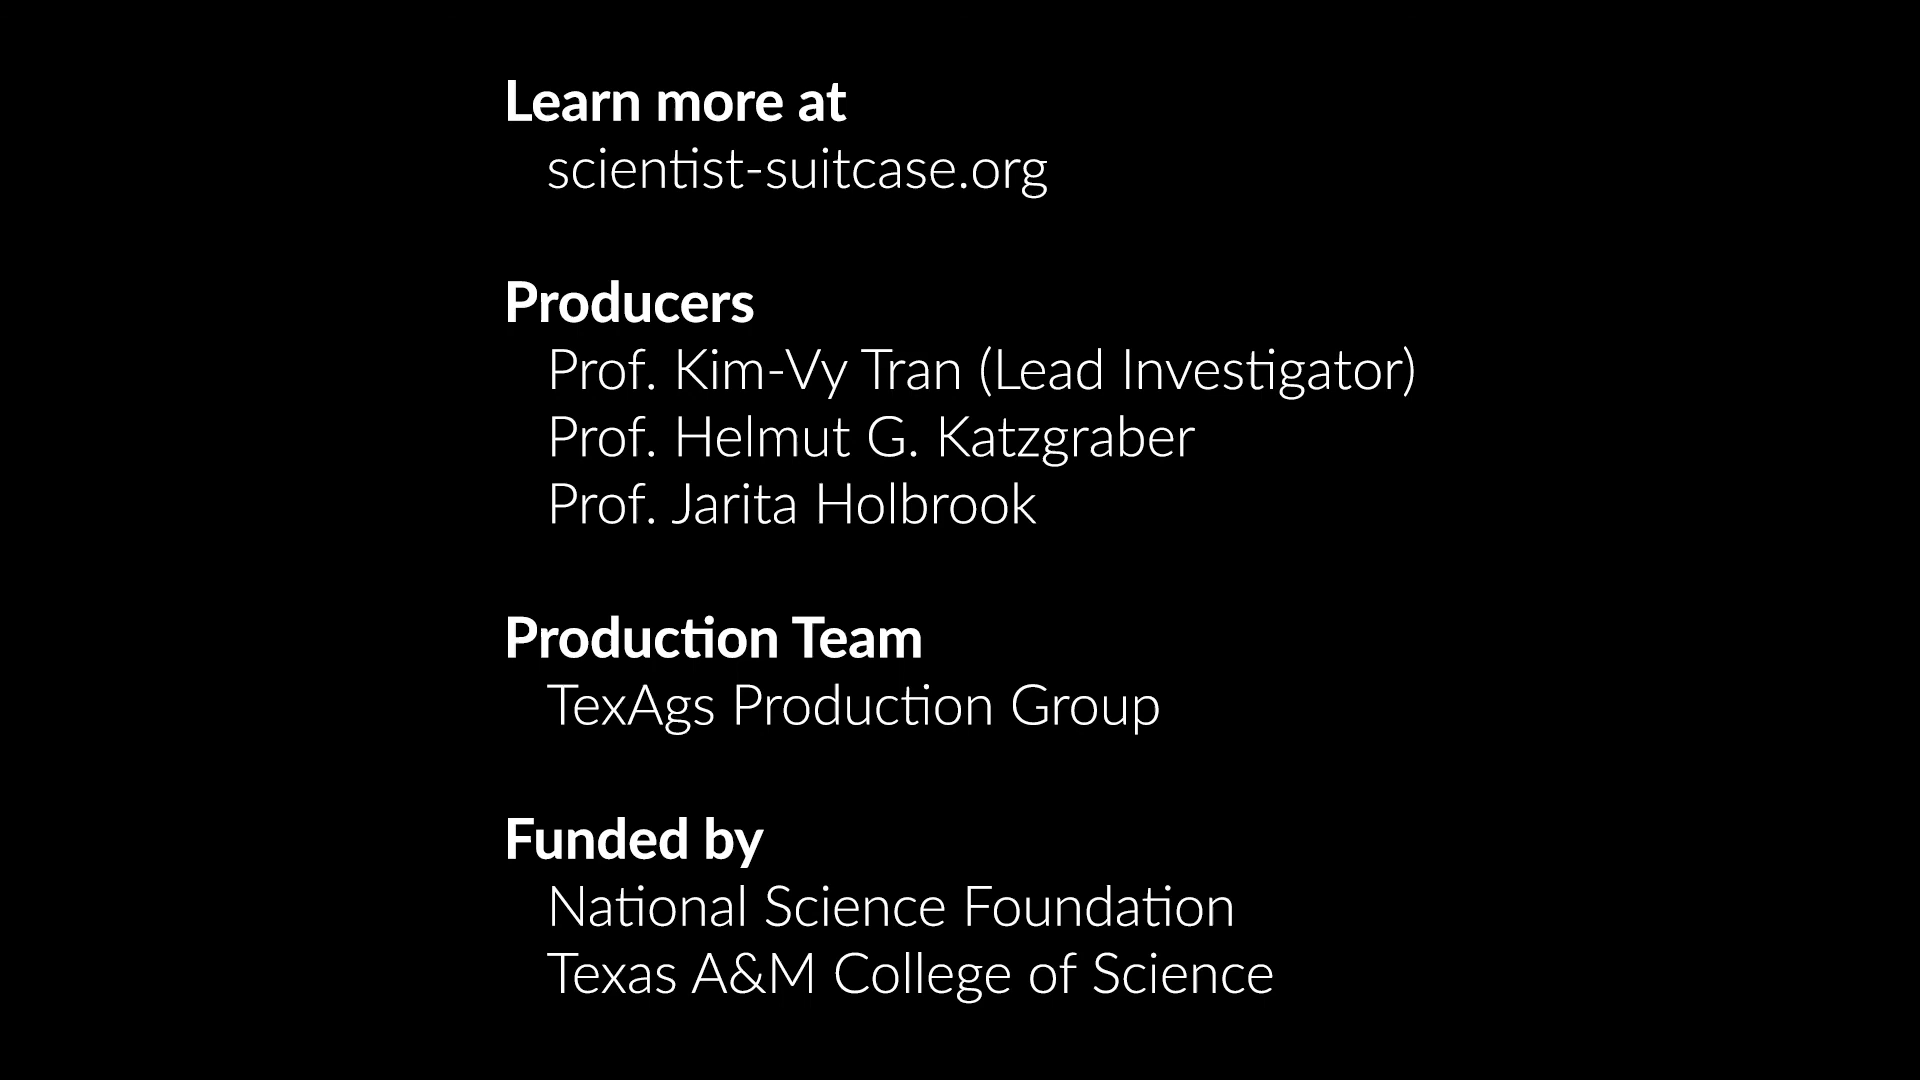 Learn more at
scientist-suitcase.org
Producers
Prof. Kim-Vy Tran (Lead Investigator)
Prof. Helmut G. Katzgraber
Prof. Jarita Holbrook
Production Team
TexAgs Production Group
Funded by
National Science Foundation
Texas A&M College of Science